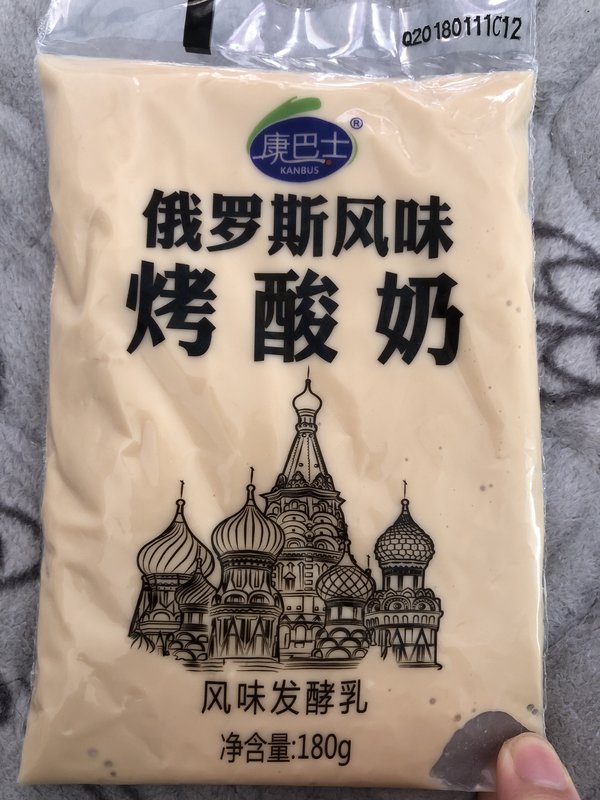 Q20180111C12
康巴士®
KANBUS
俄罗斯风味
烤酸奶
风味发酵乳
净含量:180g